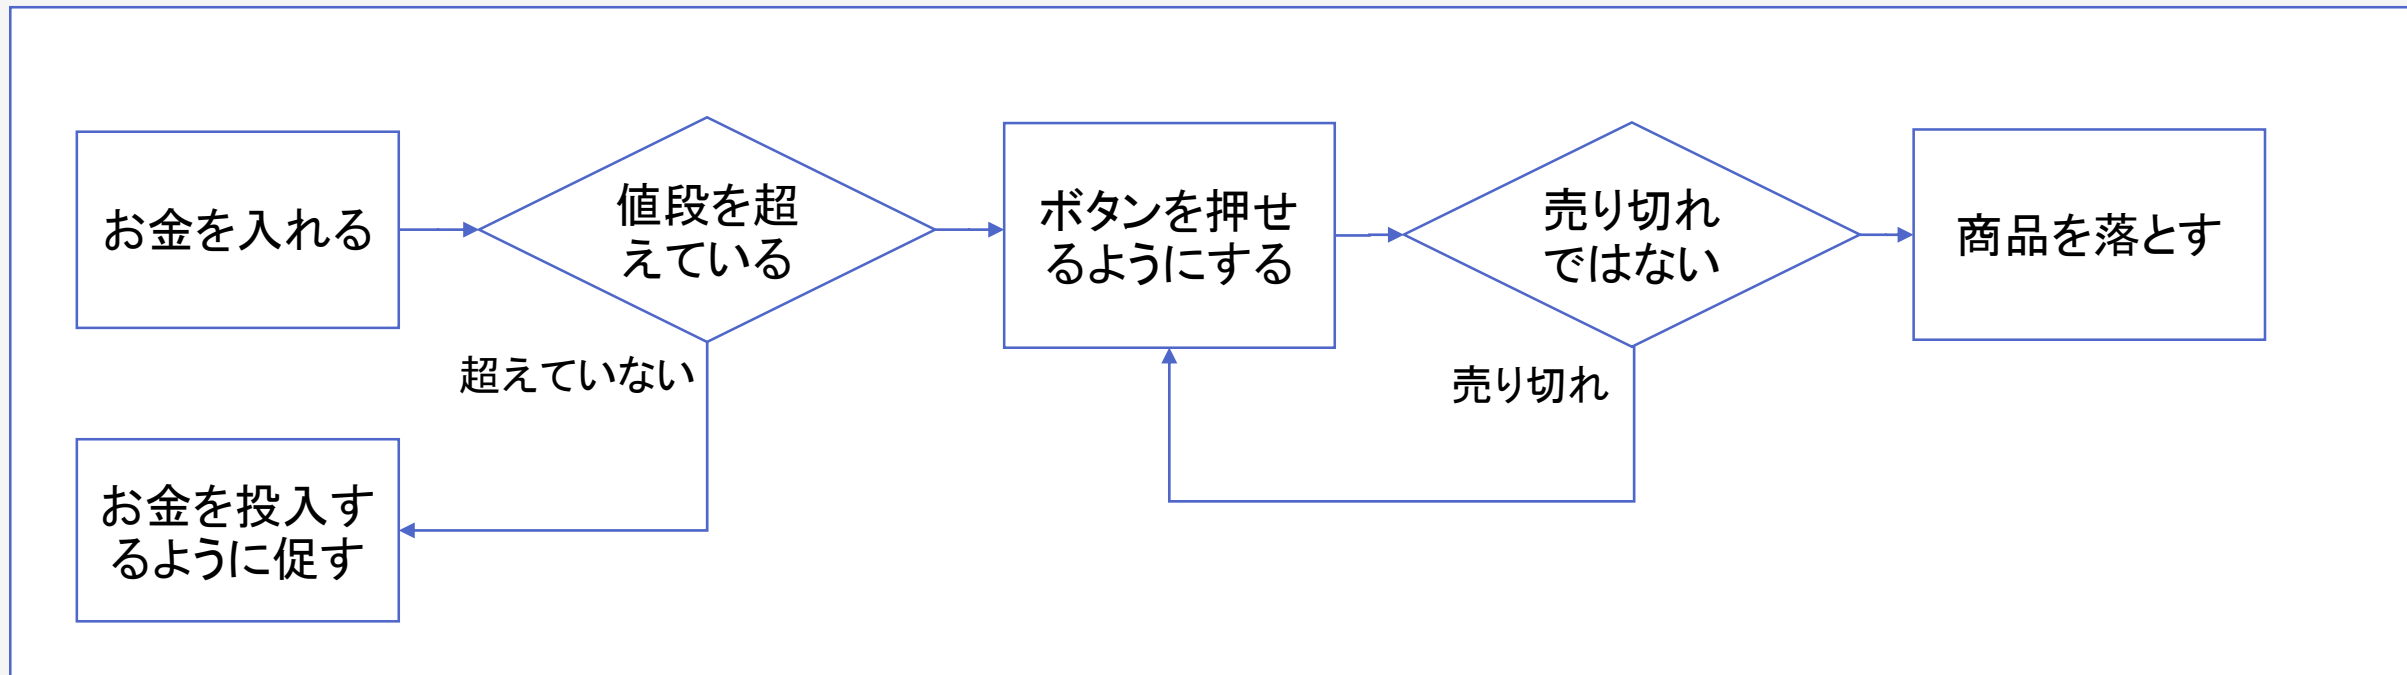 お金を入れる
値段を超
えている
ボタンを押せ
るようにする
売り切れ
ではない
商品を落とす
超えていない
売り切れ
お金を投入す
るように促す